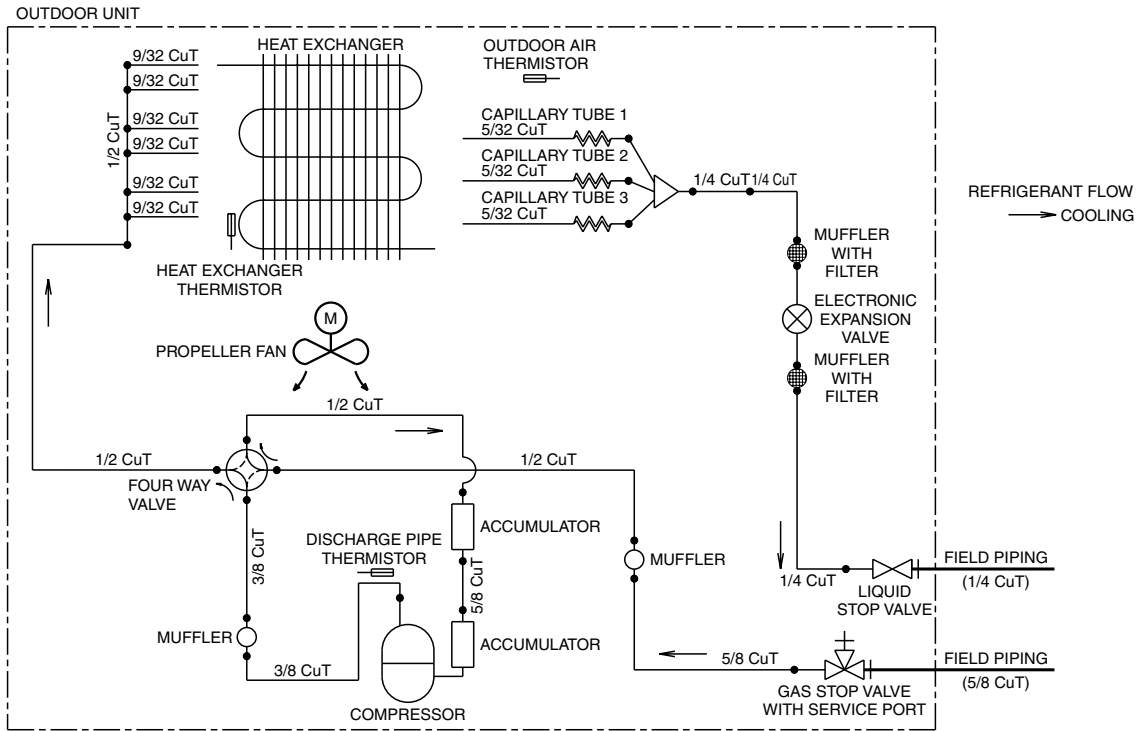 OUTDOOR UNIT
HEAT EXCHANGER
OUTDOOR AIR
THERMISTOR
9/32 CuT
9/32 CuT
9/32 CuT
9/32 CuT
9/32 CuT
9/32 CuT
1/2 CuT
CAPILLARY TUBE 1
5/32 CuT
CAPILLARY TUBE 2
5/32 CuT
CAPILLARY TUBE 3
5/32 CuT
1/4 CuT
1/4 CuT
REFRIGERANT FLOW
COOLING
HEAT EXCHANGER
THERMISTOR
MUFFLER
WITH
FILTER
ELECTRONIC
EXPANSION
VALVE
MUFFLER
WITH
FILTER
M
PROPELLER FAN
1/2 CuT
1/2 CuT
1/2 CuT
FOUR WAY
VALVE
3/8 CuT
ACCUMULATOR
DISCHARGE PIPE
THERMISTOR
5/8 CuT
MUFFLER
1/4 CuT
LIQUID
STOP VALVE
FIELD PIPING
(1/4 CuT)
MUFFLER
ACCUMULATOR
3/8 CuT
COMPRESSOR
5/8 CuT
GAS STOP VALVE
WITH SERVICE PORT
FIELD PIPING
(5/8 CuT)